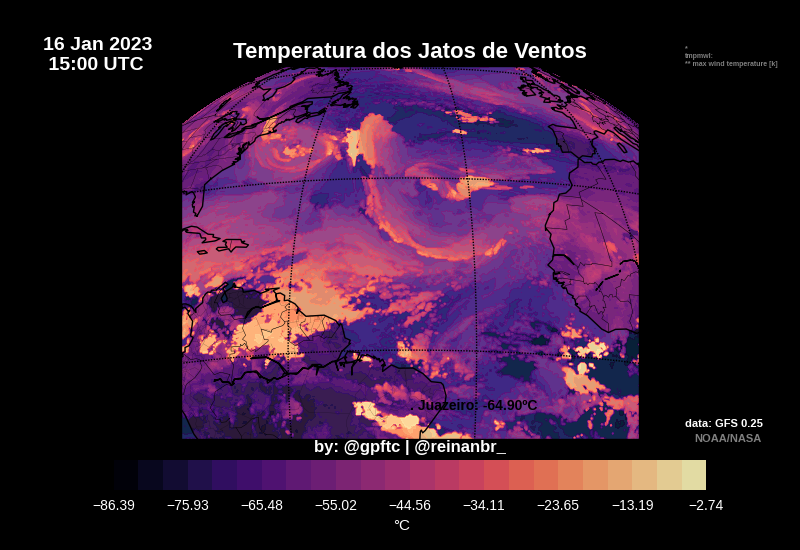 16 Jan 2023
15:00 UTC
Temperatura dos Jatos de Ventos
*
tmpmwl:
** max wind temperature [k]
. Juazeiro: -64.90ºC
data: GFS 0.25
NOAA/NASA
by: @gpftc | @reinanbr_
−86.39 −75.93 −65.48 −55.02 −44.56 −34.11 −23.65 −13.19 −2.74
ºC